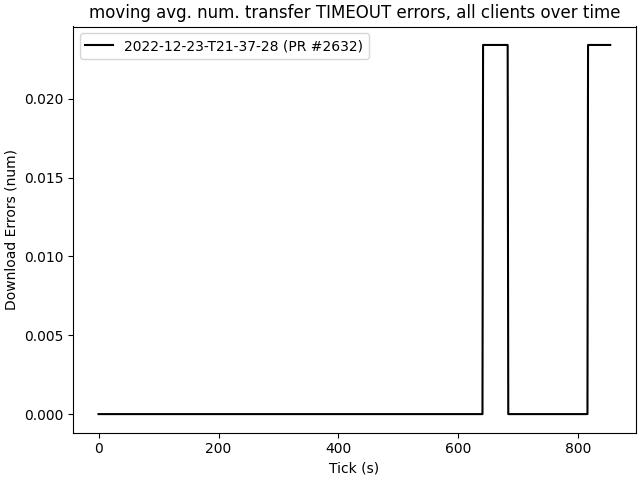 moving avg. num. transfer TIMEOUT errors, all clients over time
2022-12-23-T21-37-28 (PR #2632)
Download Errors (num)
0.020
0.015
0.010
0.005
0.000
0 200 400 600 800
Tick (s)